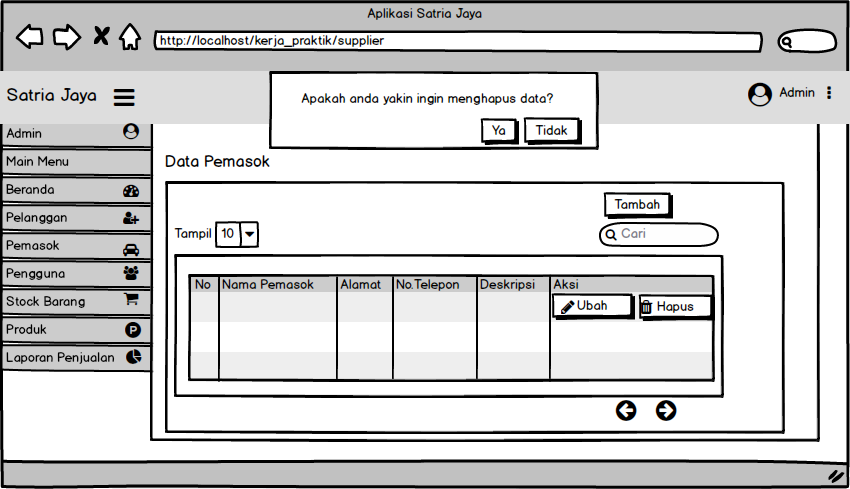 Aplikasi Satria Jaya
http://localhost/kerja_praktik/supplier
Satria Jaya
Apakah anda yakin ingin menghapus data?
Ya Tidak
Admin
Admin
Main Menu
Beranda
Pelanggan
Pemasok
Pengguna
Stock Barang
Produk P
Laporan Penjualan
Data Pemasok
Tambah
Tampil 10
Cari
No Nama Pemasok Alamat No.Telepon Deskripsi Aksi
Ubah Hapus